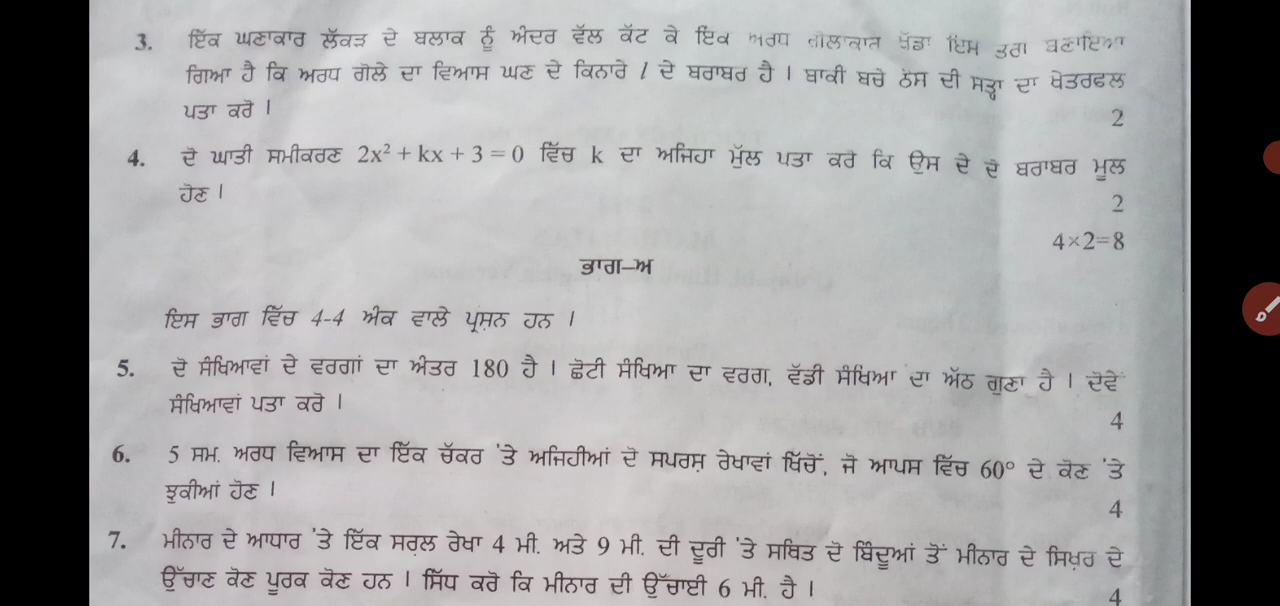 3. ਇੱਕ ਘਣਾਕਾਰ ਲੱਕੜ ਦੇ ਬਲਾਕ ਨੂੰ ਅੰਦਰ ਵੱਲ ਕੱਟ ਕੇ ਇਕ ਅਰਧ ਗੋਲਾਕਾਰ ਖੱਡਾ ਇਸ ਤਰਾ ਬਣਾਇਆ
ਗਿਆ ਹੈ ਕਿ ਅਰਧ ਗੋਲੇ ਦਾ ਵਿਆਸ ਘਣ ਦੇ ਕਿਨਾਰੇ l ਦੇ ਬਰਾਬਰ ਹੈ । ਬਾਕੀ ਬਚੇ ਠੋਸ ਦੀ ਸਤ੍ਹਾ ਦਾ ਖੇਤਰਫਲ
ਪਤਾ ਕਰੋ । 2
4. ਦੋ ਘਾਤੀ ਸਮੀਕਰਣ 2x² + kx + 3 = 0 ਵਿੱਚ k ਦਾ ਅਜਿਹਾ ਮੁੱਲ ਪਤਾ ਕਰੋ ਕਿ ਉਸ ਦੇ ਦੋ ਬਰਾਬਰ ਮੂਲ
ਹੋਣ । 2
4×2=8
ਭਾਗ–ਅ
ਇਸ ਭਾਗ ਵਿੱਚ 4-4 ਅੰਕ ਵਾਲੇ ਪ੍ਰਸ਼ਨ ਹਨ ।
5. ਦੋ ਸੰਖਿਆਵਾਂ ਦੇ ਵਰਗਾਂ ਦਾ ਅੰਤਰ 180 ਹੈ । ਛੋਟੀ ਸੰਖਿਆ ਦਾ ਵਰਗ, ਵੱਡੀ ਸੰਖਿਆ ਦਾ ਅੱਠ ਗੁਣਾ ਹੈ । ਦੋਵੇਂ
ਸੰਖਿਆਵਾਂ ਪਤਾ ਕਰੋ । 4
6. 5 ਸਮ. ਅਰਧ ਵਿਆਸ ਦਾ ਇੱਕ ਚੱਕਰ 'ਤੇ ਅਜਿਹੀਆਂ ਦੋ ਸਪਰਸ਼ ਰੇਖਾਵਾਂ ਖਿੱਚੋਂ, ਜੋ ਆਪਸ ਵਿੱਚ 60° ਦੇ ਕੋਣ 'ਤੇ
ਝੁਕੀਆਂ ਹੋਣ । 4
7. ਮੀਨਾਰ ਦੇ ਆਧਾਰ 'ਤੇ ਇੱਕ ਸਰਲ ਰੇਖਾ 4 ਮੀ. ਅਤੇ 9 ਮੀ. ਦੀ ਦੂਰੀ 'ਤੇ ਸਥਿਤ ਦੋ ਬਿੰਦੂਆਂ ਤੋਂ ਮੀਨਾਰ ਦੇ ਸਿਖ਼ਰ ਦੇ
ਉੱਚਾਣ ਕੋਣ ਪੂਰਕ ਕੋਣ ਹਨ । ਸਿੱਧ ਕਰੋ ਕਿ ਮੀਨਾਰ ਦੀ ਉੱਚਾਈ 6 ਮੀ. ਹੈ । 4